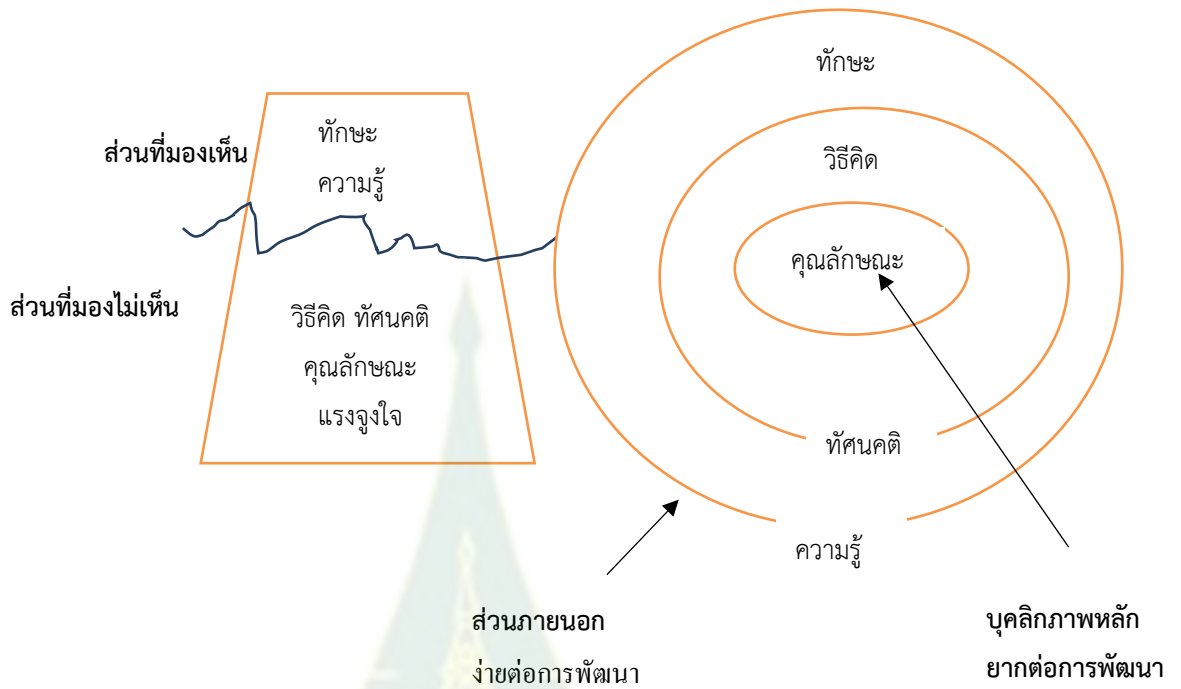 ส่วนที่มองเห็น
ทักษะ
ความรู้
ส่วนที่มองไม่เห็น
วิธีคิด ทัศนคติ
คุณลักษณะ
แรงจูงใจ
ทักษะ
วิธีคิด
คุณลักษณะ
ทัศนคติ
ความรู้
ส่วนภายนอก
ง่ายต่อการพัฒนา
บุคลิกภาพหลัก
ยากต่อการพัฒนา